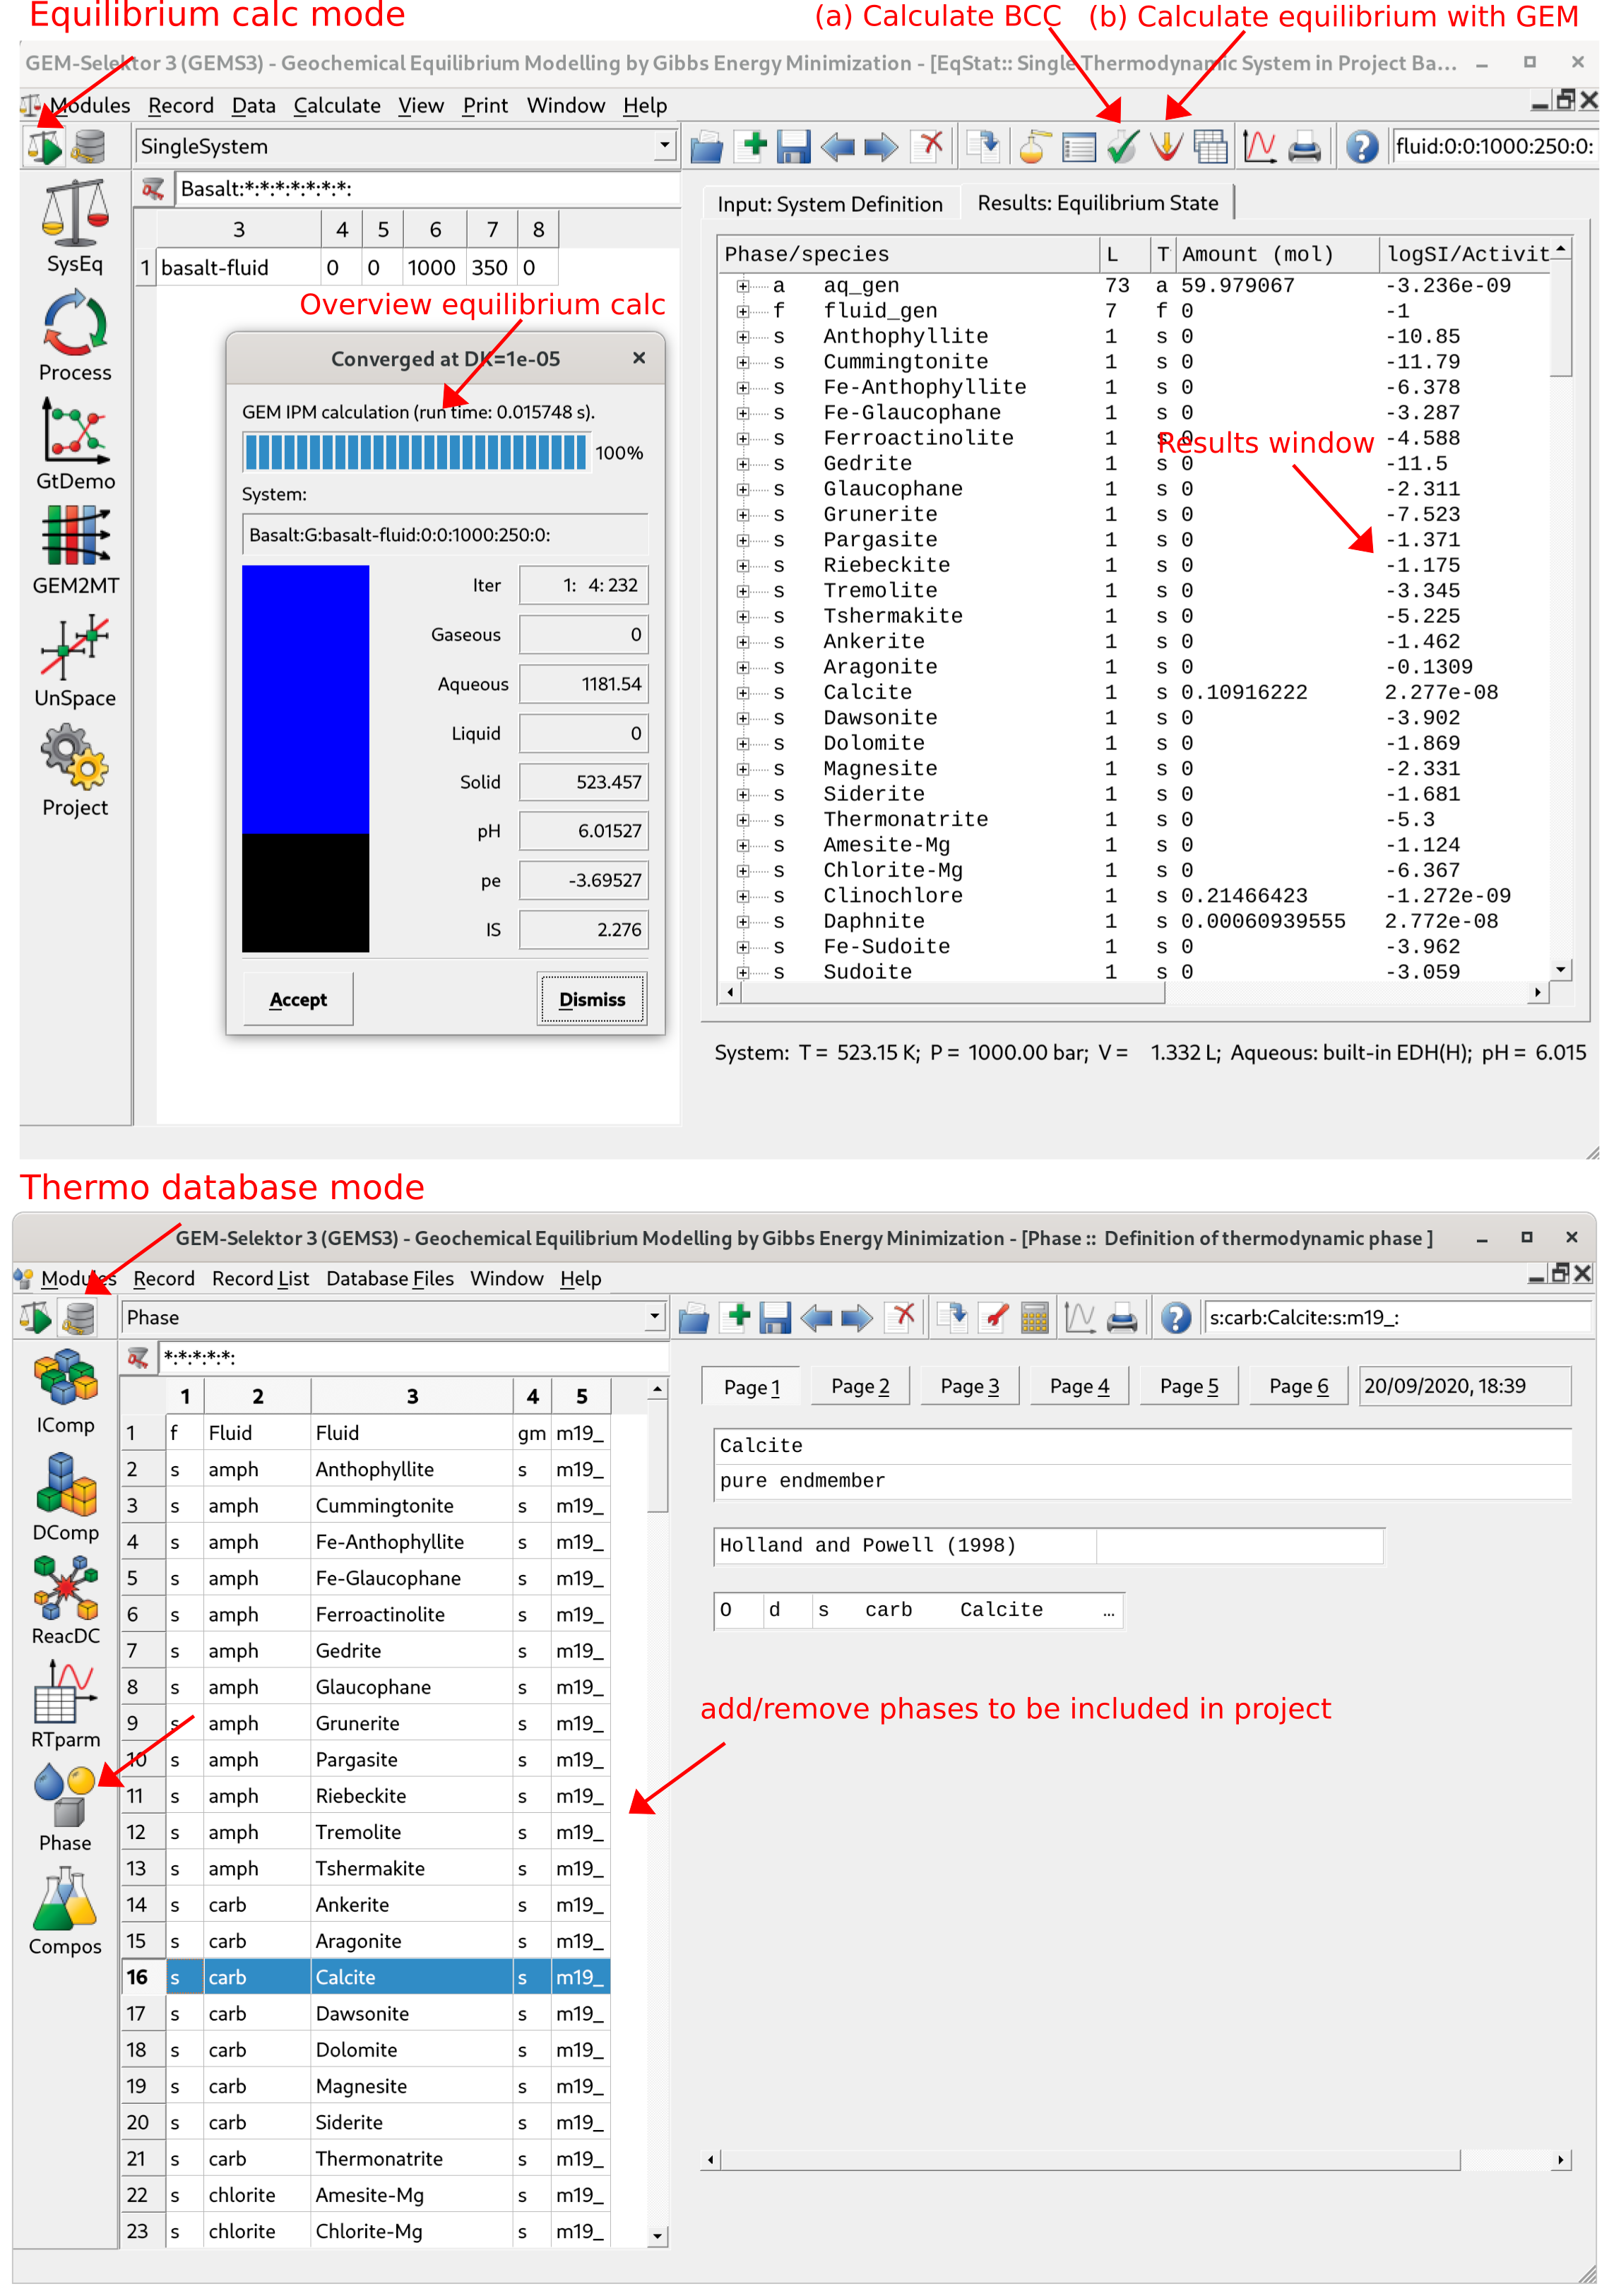 Equilibrium calc mode
(a) Calculate BCC (b) Calculate equilibrium with GEM
GEM-Selektor 3 (GEMS3) - Geochemical Equilibrium Modelling by Gibbs Energy Minimization - [EqStat:: Single Thermodynamic System in Project Ba...
Modules Record Data Calculate View Print Window Help
SingleSystem
fluid:0:0:1000:250:0:
Basalt:*:*:*:*:*:*:*:
3 4 5 6 7 8
1 basalt-fluid 0 0 1000 350 0
SysEq
Process
GtDemo
GEM2MT
UnSpace
Project
Overview equilibrium calc
Converged at DK=1e-05
GEM IPM calculation (run time: 0.015748 s).
100%
System:
Basalt:G:basalt-fluid:0:0:1000:250:0:
Iter 1: 4: 232
Gaseous 0
Aqueous 1181.54
Liquid 0
Solid 523.457
pH 6.01527
pe -3.69527
IS 2.276
Accept Dismiss
Input: System Definition Results: Equilibrium State
Phase/species L T Amount (mol) logSI/Activit
a aq_gen 73 a 59.979067 -3.236e-09
f fluid_gen 7 f 0 -1
s Anthophyllite 1 s 0 -10.85
s Cummingtonite 1 s 0 -11.79
s Fe-Anthophyllite 1 s 0 -6.378
s Fe-Glaucophane 1 s 0 -3.287
s Ferroactinolite 1 s 0 -4.588
Results window
s Gedrite 1 s 0 -11.5
s Glaucophane 1 s 0 -2.311
s Grunerite 1 s 0 -7.523
s Pargasite 1 s 0 -1.371
s Riebeckite 1 s 0 -1.175
s Tremolite 1 s 0 -3.345
s Tshermakite 1 s 0 -5.225
s Ankerite 1 s 0 -1.462
s Aragonite 1 s 0 -0.1309
s Calcite 1 s 0.10916222 2.277e-08
s Dawsonite 1 s 0 -3.902
s Dolomite 1 s 0 -1.869
s Magnesite 1 s 0 -2.331
s Siderite 1 s 0 -1.681
s Thermonatrite 1 s 0 -5.3
s Amesite-Mg 1 s 0 -1.124
s Chlorite-Mg 1 s 0 -6.367
s Clinochlore 1 s 0.21466423 -1.272e-09
s Daphnite 1 s 0.00060939555 2.772e-08
s Fe-Sudoite 1 s 0 -3.962
s Sudoite 1 s 0 -3.059
System: T = 523.15 K; P = 1000.00 bar; V = 1.332 L; Aqueous: built-in EDH(H); pH = 6.015
Thermo database mode
GEM-Selektor 3 (GEMS3) - Geochemical Equilibrium Modelling by Gibbs Energy Minimization - [Phase :: Definition of thermodynamic phase ]
Modules Record Record List Database Files Window Help
Phase
s:carb:Calcite:s:m19_:
*:*:*:*:*:
IComp
DComp
ReacDC
RTparm
Phase
Compos
1 2 3 4 5
1 f Fluid Fluid gm m19_
2 s amph Anthophyllite s m19_
3 s amph Cummingtonite s m19_
4 s amph Fe-Anthophyllite s m19_
5 s amph Fe-Glaucophane s m19_
6 s amph Ferroactinolite s m19_
7 s amph Gedrite s m19_
8 s amph Glaucophane s m19_
9 s amph Grunerite s m19_
10 s amph Pargasite s m19_
11 s amph Riebeckite s m19_
12 s amph Tremolite s m19_
13 s amph Tshermakite s m19_
14 s carb Ankerite s m19_
15 s carb Aragonite s m19_
16 s carb Calcite s m19_
17 s carb Dawsonite s m19_
18 s carb Dolomite s m19_
19 s carb Magnesite s m19_
20 s carb Siderite s m19_
21 s carb Thermonatrite s m19_
22 s chlorite Amesite-Mg s m19_
23 s chlorite Chlorite-Mg s m19_
Page 1 Page 2 Page 3 Page 4 Page 5 Page 6 20/09/2020, 18:39
Calcite
pure endmember
Holland and Powell (1998)
O d s carb Calcite ...
add/remove phases to be included in project